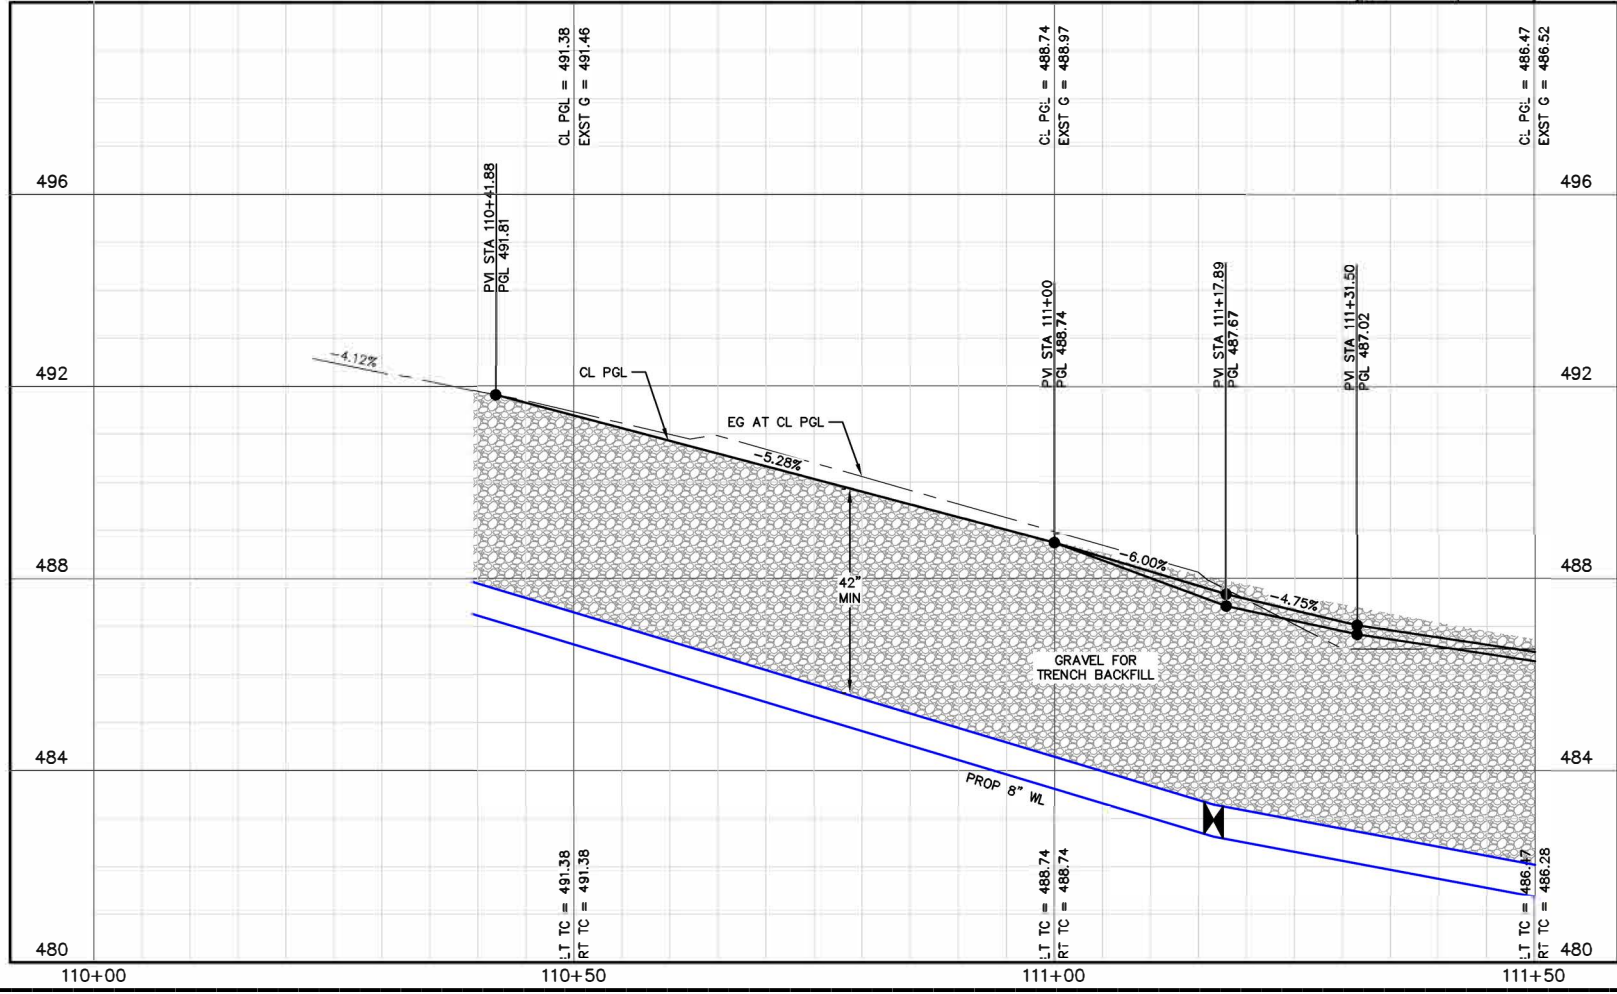 CL PGL = 491.38
EXST G = 491.46
CL PGL = 488.74
EXST G = 488.97
CL PGL = 486.47
EXST G = 486.52
496
496
PVI STA 110+41.88
PGL 491.81
PVI STA 111+00
PGL 488.74
PVI STA 111+17.89
PGL 487.67
PVI STA 111+31.50
PGL 487.02
-4.12%
492
492
CL PGL
EG AT CL PGL
-5.28%
-6.00%
488
488
42"
MIN
-4.75%
GRAVEL FOR
TRENCH BACKFILL
484
484
PROP 8" WL
LT TC = 491.38
RT TC = 491.38
LT TC = 488.74
RT TC = 488.74
LT TC = 486.47
RT TC = 486.28
480
480
110+00
110+50
111+00
111+50